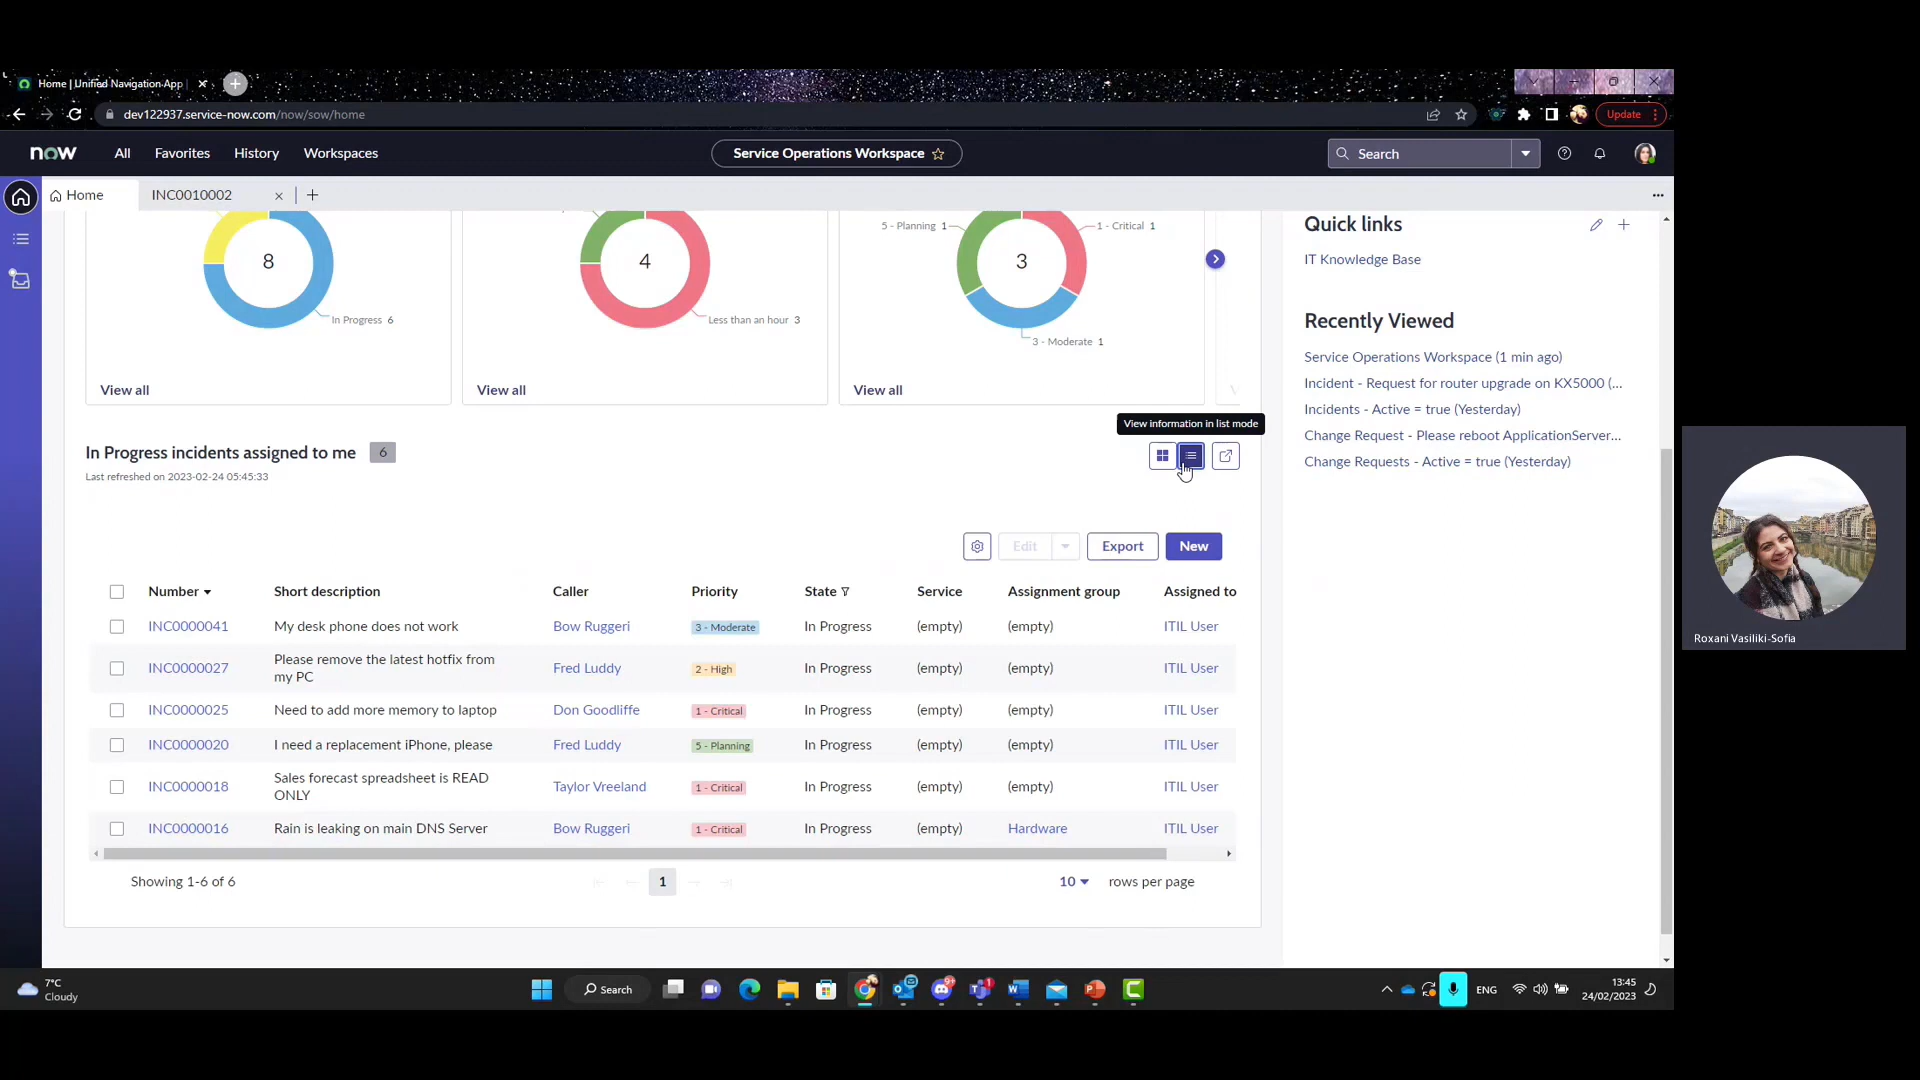 Home | Unified Navigation App
dev122937.service-now.com/now/sow/home
Update
now
All
Favorites
History
Workspaces
Service Operations Workspace
Search
Home
INC0010002
8
In Progress 6
View all
4
Less than an hour 3
View all
5 - Planning 1
1 - Critical 1
3
3 - Moderate 1
View all
Quick links
IT Knowledge Base
Recently Viewed
Service Operations Workspace (1 min ago)
Incident - Request for router upgrade on KX5000 (...
Incidents - Active = true (Yesterday)
Change Request - Please reboot ApplicationServer...
Change Requests - Active = true (Yesterday)
View information in list mode
In Progress incidents assigned to me 6
Last refreshed on 2023-02-24 05:45:33
Edit
Export
New
Number Short description Caller Priority State Service Assignment group Assigned to
INC0000041 My desk phone does not work Bow Ruggeri 3 - Moderate In Progress (empty) (empty) ITIL User
INC0000027 Please remove the latest hotfix from Fred Luddy 2 - High In Progress (empty) (empty) ITIL User
my PC
INC0000025 Need to add more memory to laptop Don Goodliffe 1 - Critical In Progress (empty) (empty) ITIL User
INC0000020 I need a replacement iPhone, please Fred Luddy 5 - Planning In Progress (empty) (empty) ITIL User
INC0000018 Sales forecast spreadsheet is READ Taylor Vreeland 1 - Critical In Progress (empty) (empty) ITIL User
ONLY
INC0000016 Rain is leaking on main DNS Server Bow Ruggeri 1 - Critical In Progress (empty) Hardware ITIL User
Showing 1-6 of 6
1
10 rows per page
Roxani Vasiliki-Sofia
7°C
Cloudy
Search
ENG
13:45
24/02/2023